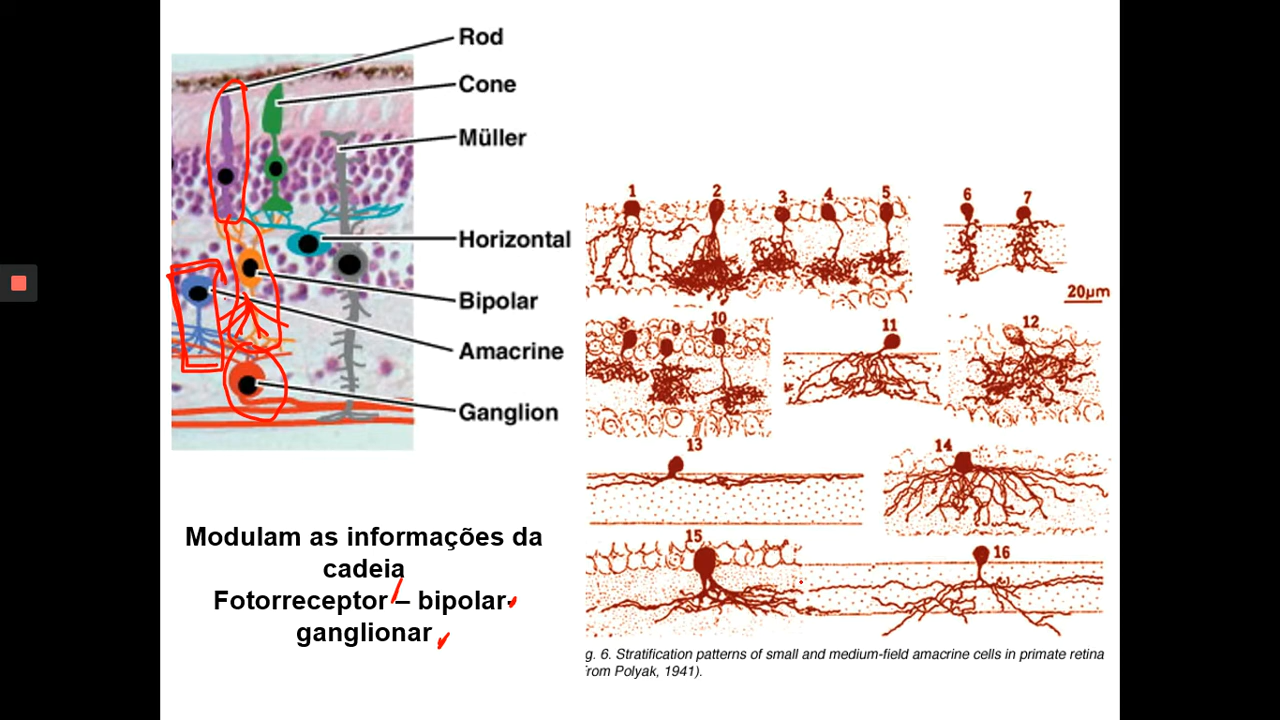 Rod
Cone
Müller
Horizontal
Bipolar
Amacrine
Ganglion
Modulam as informações da
cadeia
Fotorreceptor – bipolar-
ganglionar
1 2 3 4 5 6 7
20µm
8 9 10 11 12
13 14
15 16
g. 6. Stratification patterns of small and medium-field amacrine cells in primate retina
from Polyak, 1941).